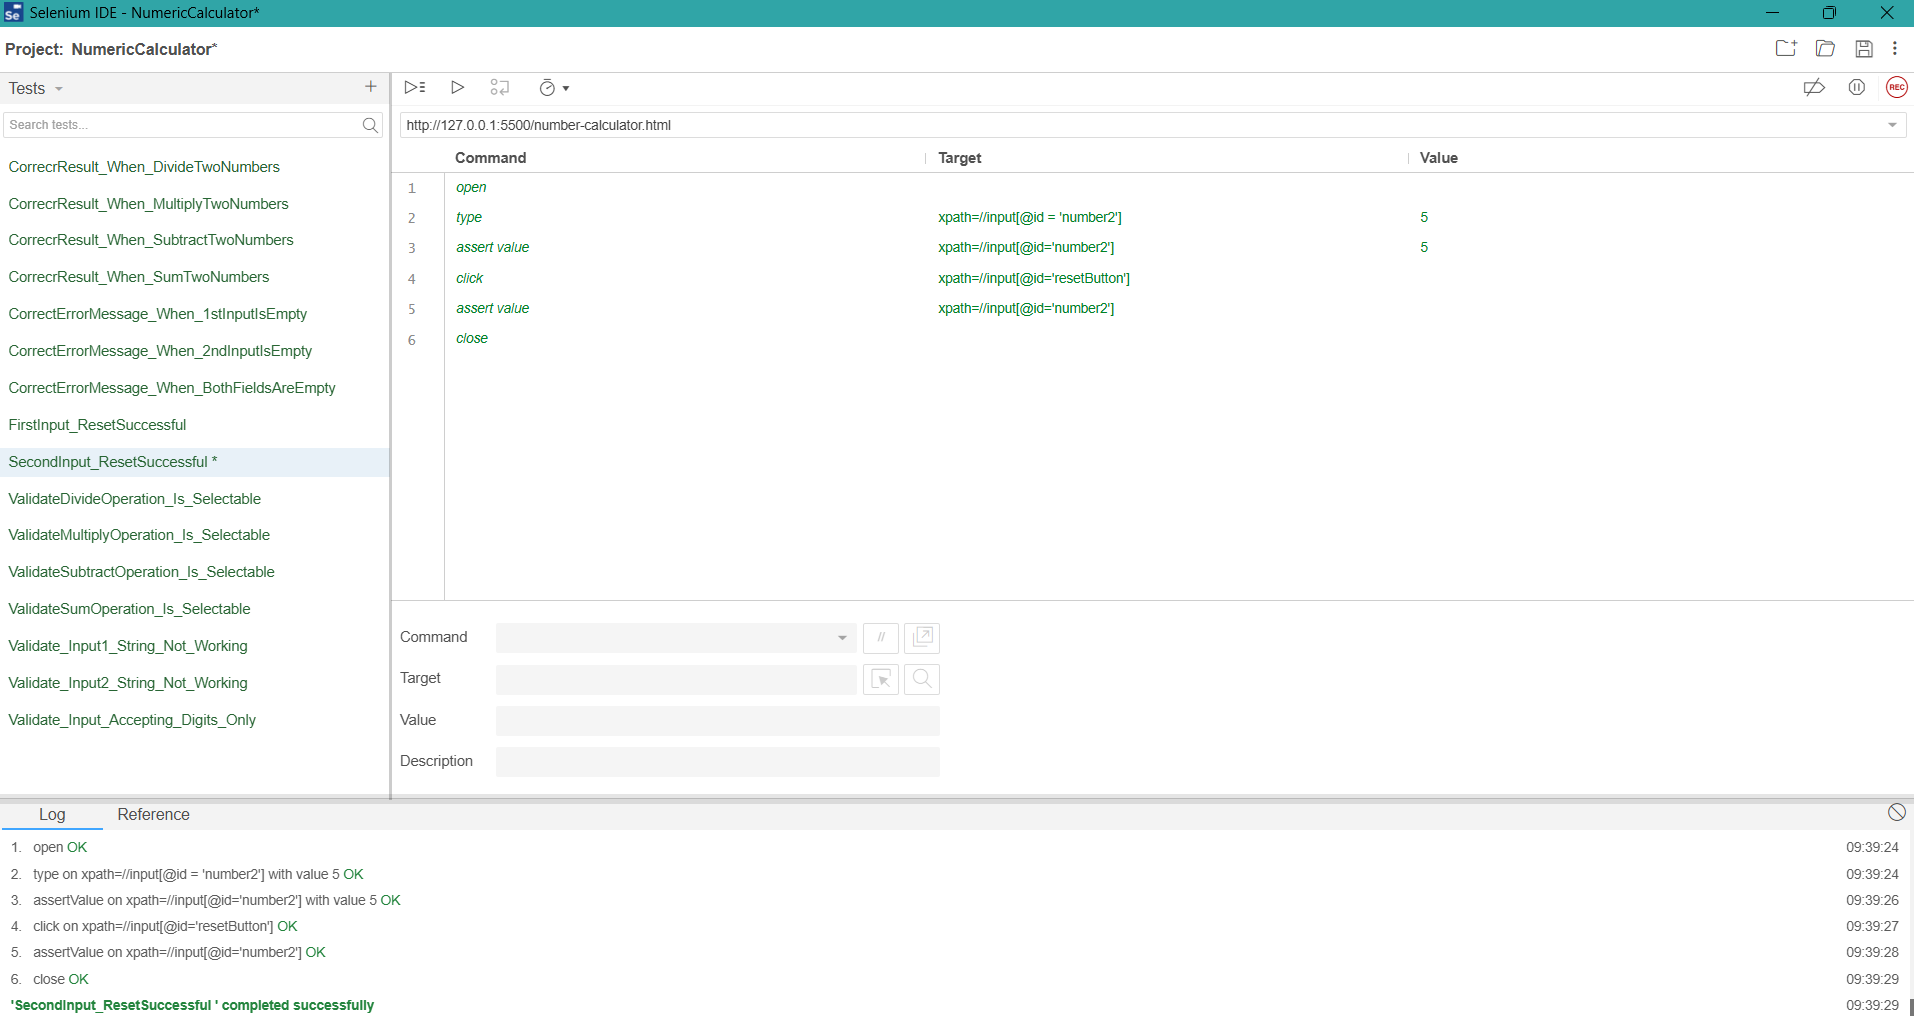 Selenium IDE - NumericCalculator*
Project: NumericCalculator*
Tests
Search tests...
CorrecrResult_When_DivideTwoNumbers
CorrecrResult_When_MultiplyTwoNumbers
CorrecrResult_When_SubtractTwoNumbers
CorrecrResult_When_SumTwoNumbers
CorrectErrorMessage_When_1stInputIsEmpty
CorrectErrorMessage_When_2ndInputIsEmpty
CorrectErrorMessage_When_BothFieldsAreEmpty
FirstInput_ResetSuccessful
SecondInput_ResetSuccessful *
ValidateDivideOperation_Is_Selectable
ValidateMultiplyOperation_Is_Selectable
ValidateSubtractOperation_Is_Selectable
ValidateSumOperation_Is_Selectable
Validate_Input1_String_Not_Working
Validate_Input2_String_Not_Working
Validate_Input_Accepting_Digits_Only
REC
http://127.0.0.1:5500/number-calculator.html
Command Target Value
1 open
2 type xpath=//input[@id = 'number2'] 5
3 assert value xpath=//input[@id='number2'] 5
4 click xpath=//input[@id='resetButton']
5 assert value xpath=//input[@id='number2']
6 close
Command //
Target
Value
Description
Log Reference
1. open OK 09:39:24
2. type on xpath=//input[@id = 'number2'] with value 5 OK 09:39:24
3. assertValue on xpath=//input[@id='number2'] with value 5 OK 09:39:26
4. click on xpath=//input[@id='resetButton'] OK 09:39:27
5. assertValue on xpath=//input[@id='number2'] OK 09:39:28
6. close OK 09:39:29
'SecondInput_ResetSuccessful ' completed successfully 09:39:29